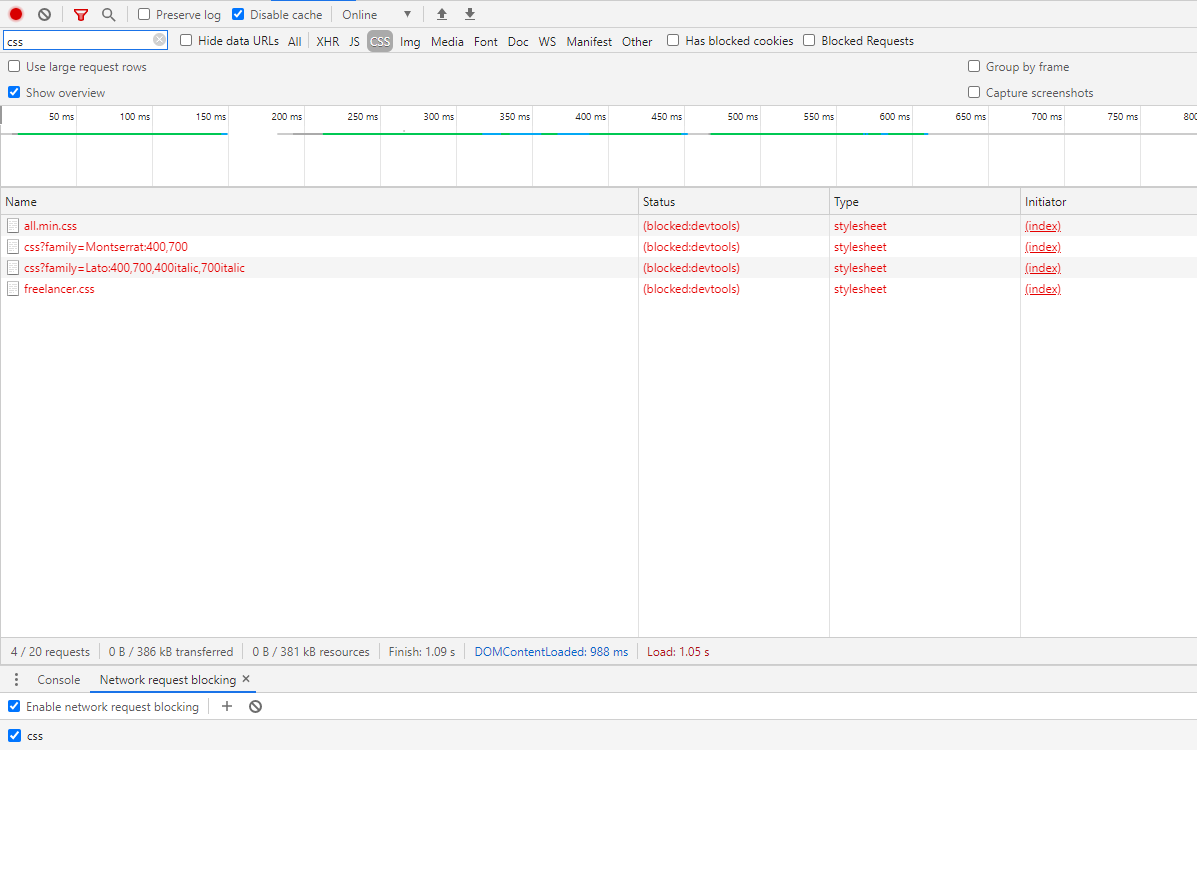 Preserve log Disable cache Online
css Hide data URLs All XHR JS CSS Img Media Font Doc WS Manifest Other Has blocked cookies Blocked Requests
Use large request rows Group by frame
Show overview Capture screenshots
50 ms 100 ms 150 ms 200 ms 250 ms 300 ms 350 ms 400 ms 450 ms 500 ms 550 ms 600 ms 650 ms 700 ms 750 ms 800
Name Status Type Initiator
all.min.css (blocked:devtools) stylesheet (index)
css?family=Montserrat:400,700 (blocked:devtools) stylesheet (index)
css?family=Lato:400,700,400italic,700italic (blocked:devtools) stylesheet (index)
freelancer.css (blocked:devtools) stylesheet (index)
4 / 20 requests 0 B / 386 kB transferred 0 B / 381 kB resources Finish: 1.09 s DOMContentLoaded: 988 ms Load: 1.05 s
Console Network request blocking
Enable network request blocking
css